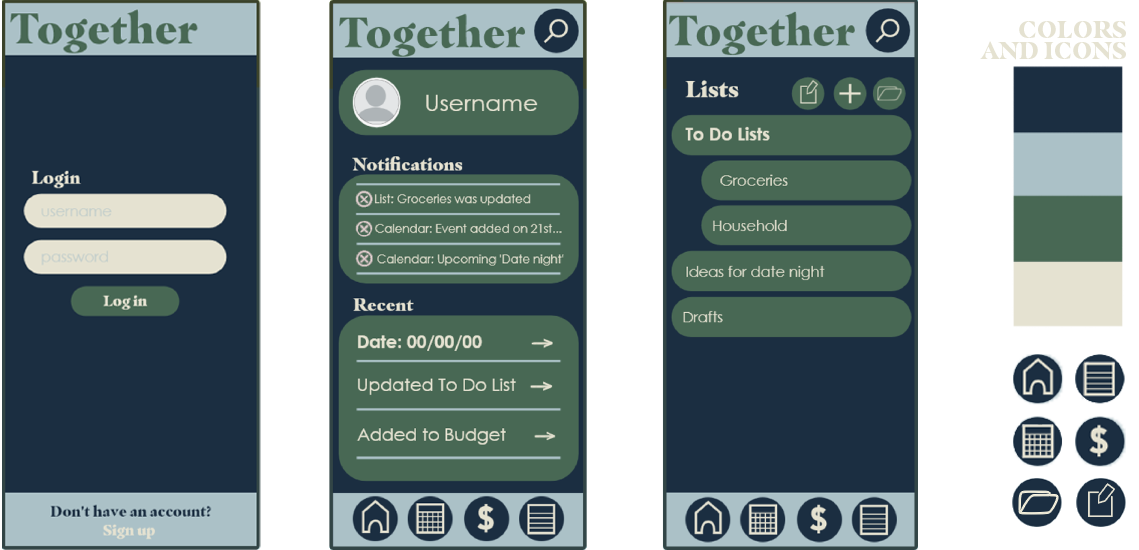 Together
Login
username
password
Log in
Don't have an account?
Sign up
Together
Username
Notifications
List: Groceries was updated
Calendar: Event added on 21st...
Calendar: Upcoming 'Date night'
Recent
Date: 00/00/00
Updated To Do List
Added to Budget
$
Together
Lists
To Do Lists
Groceries
Household
Ideas for date night
Drafts
$
COLORS
AND ICONS
$